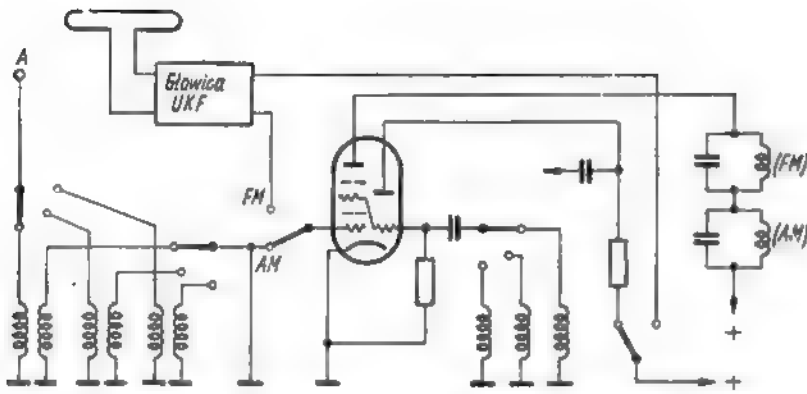 A
Głowica
UKF
FM
AM
(FM)
(AM)
+
+